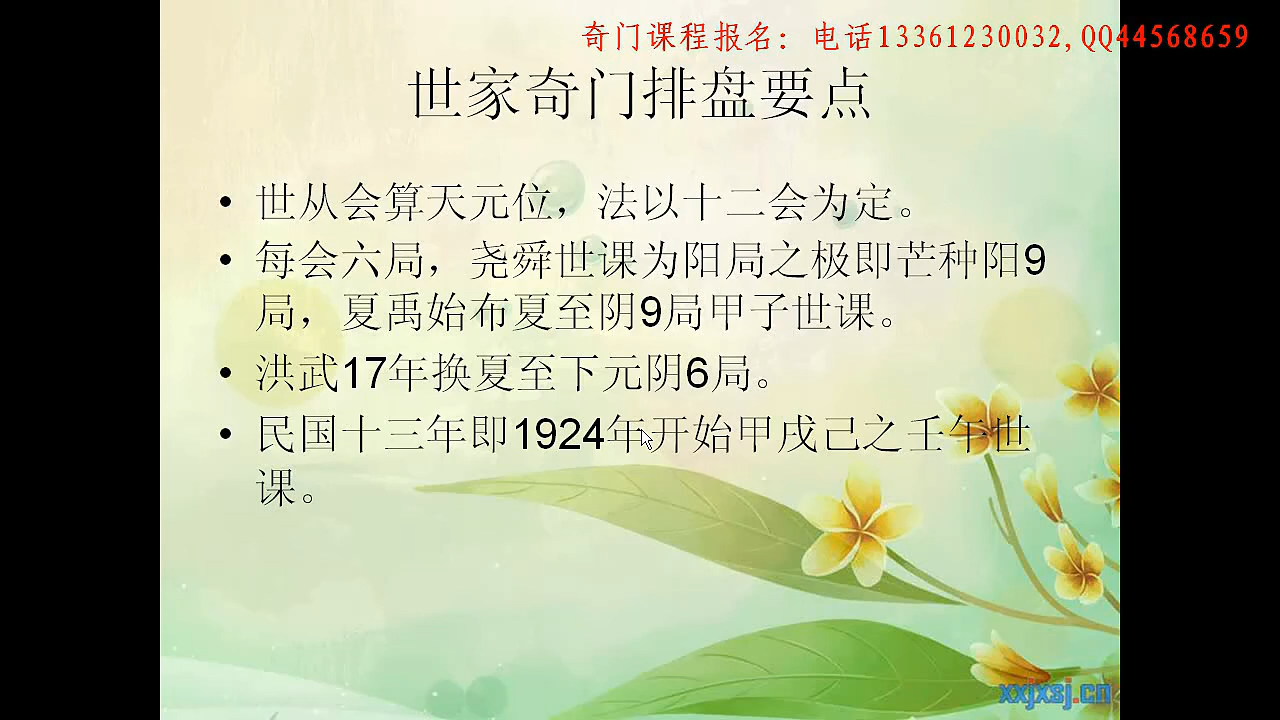 奇门课程报名：电话13361230032,QQ44568659
世家奇门排盘要点
• 世从会算天元位，法以十二会为定。
• 每会六局，尧舜世课为阳局之极即芒种阳9
局，夏禹始布夏至阴9局甲子世课。
• 洪武17年换夏至下元阴6局。
• 民国十三年即1924年开始甲戌己之壬午世
课。
xxjxsj.cn